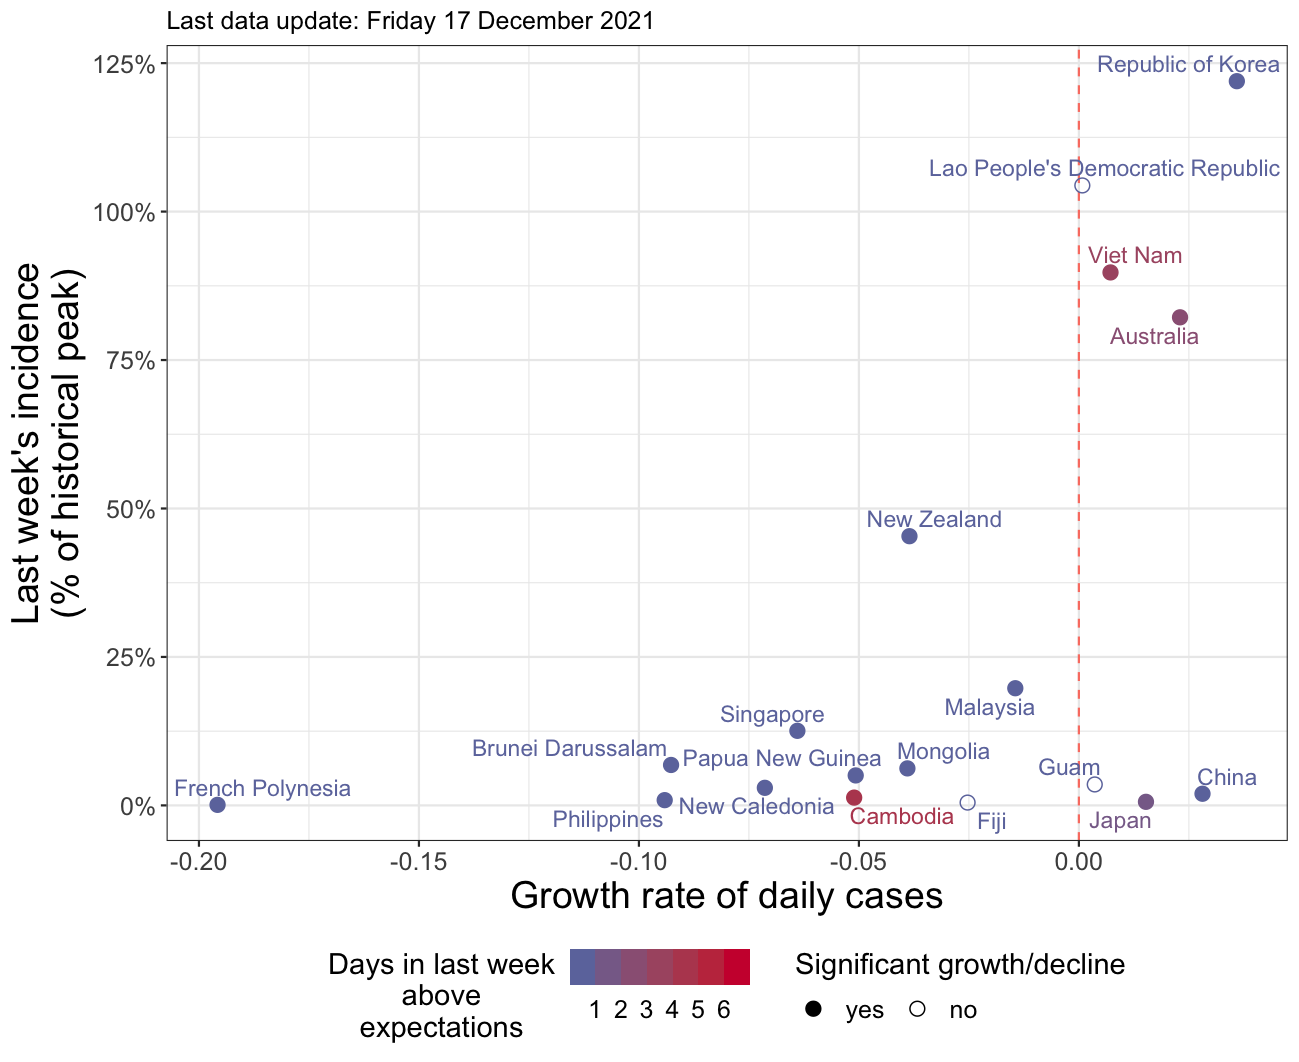 Last data update: Friday 17 December 2021
125%
Republic of Korea
Lao People's Democratic Republic
100%
Viet Nam
Australia
75%
Last week's incidence
(% of historical peak)
50%
New Zealand
25%
Malaysia
Singapore
Brunei Darussalam
Papua New Guinea
Mongolia
Guam
China
French Polynesia
0%
Philippines
New Caledonia
Cambodia
Fiji
Japan
-0.20 -0.15 -0.10 -0.05 0.00
Growth rate of daily cases
Days in last week
above
expectations
1 2 3 4 5 6
Significant growth/decline
yes no